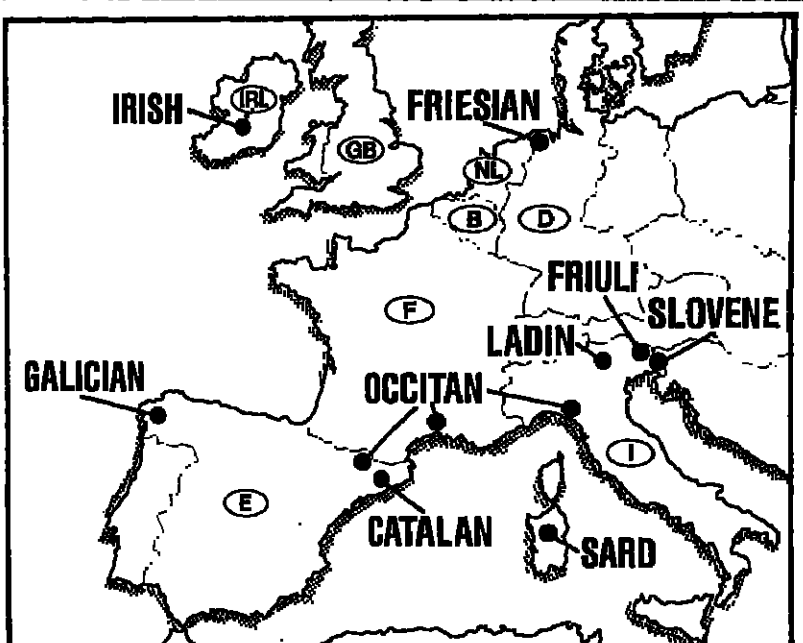 IRISH
IRL
FRIESIAN
GB
NL
B
D
FRIULI
SLOVENE
F
LADIN
GALICIAN
OCCITAN
I
E
CATALAN
SARD